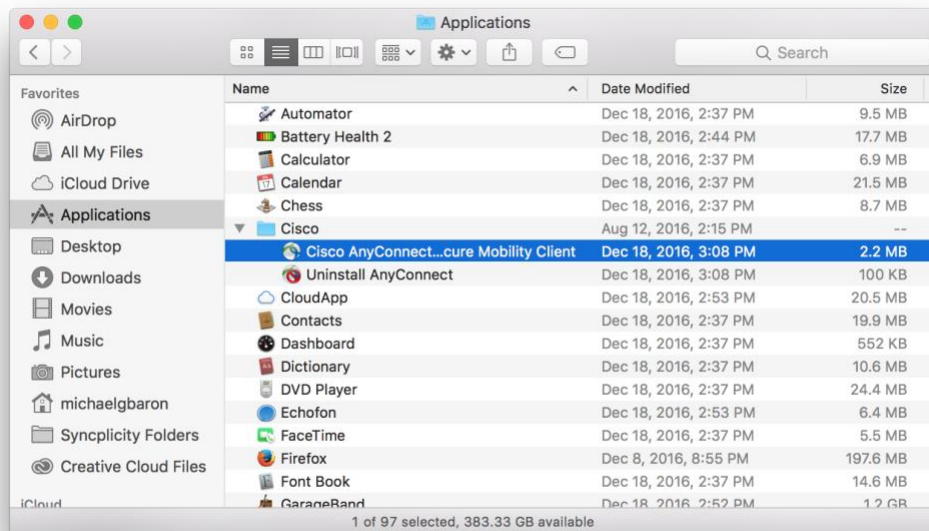 Applications
Search
Favorites
AirDrop
All My Files
iCloud Drive
Applications
Desktop
Downloads
Movies
Music
Pictures
michaelgbaron
Syncplicity Folders
Creative Cloud Files
iCloud
Name Date Modified Size
Automator Dec 18, 2016, 2:37 PM 9.5 MB
Battery Health 2 Dec 18, 2016, 2:44 PM 17.7 MB
Calculator Dec 18, 2016, 2:37 PM 6.9 MB
17 Calendar Dec 18, 2016, 2:37 PM 21.5 MB
Chess Dec 18, 2016, 2:37 PM 8.7 MB
Cisco Aug 12, 2016, 2:15 PM --
Cisco AnyConnect...cure Mobility Client Dec 18, 2016, 3:08 PM 2.2 MB
Uninstall AnyConnect Dec 18, 2016, 3:08 PM 100 KB
CloudApp Dec 18, 2016, 2:53 PM 20.5 MB
Contacts Dec 18, 2016, 2:37 PM 19.9 MB
Dashboard Dec 18, 2016, 2:37 PM 552 KB
Dictionary Dec 18, 2016, 2:37 PM 10.6 MB
DVD Player Dec 18, 2016, 2:37 PM 24.4 MB
Echofon Dec 18, 2016, 2:53 PM 6.4 MB
FaceTime Dec 18, 2016, 2:37 PM 5.5 MB
Firefox Dec 8, 2016, 8:55 PM 197.6 MB
Font Book Dec 18, 2016, 2:37 PM 14.6 MB
GarageBand Dec 18, 2016, 2:52 PM 1.2 GB
1 of 97 selected, 383.33 GB available